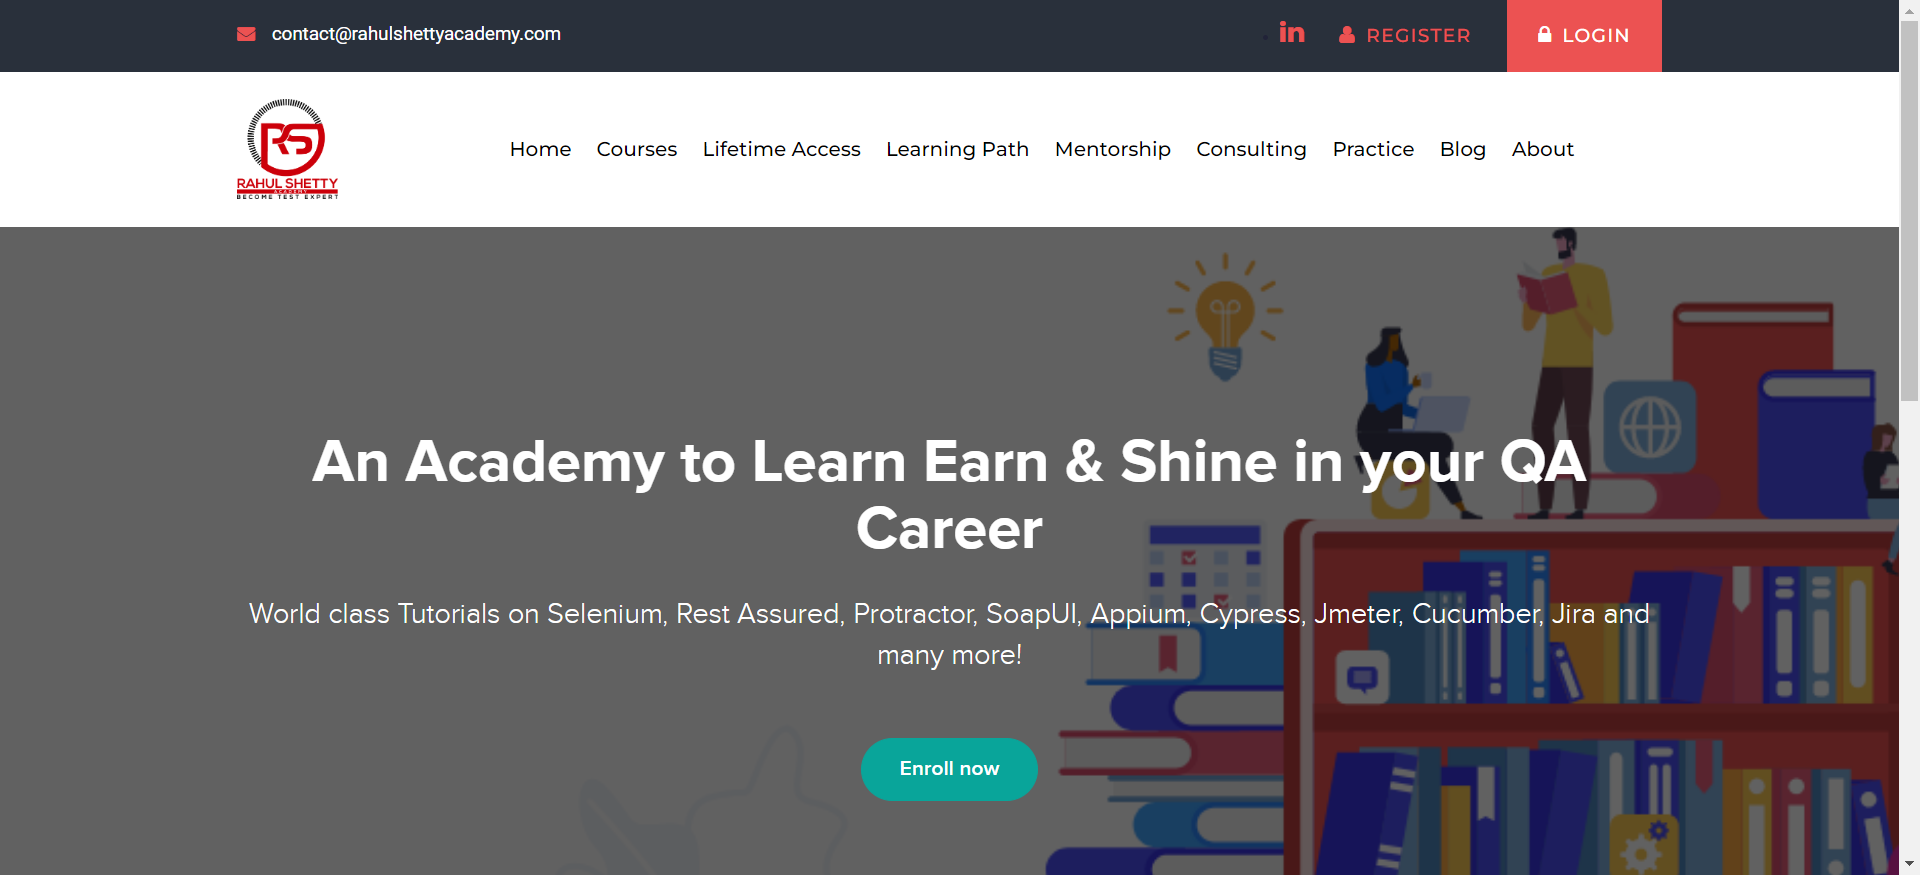 contact@rahulshettyacademy.com
REGISTER
LOGIN
RAHUL SHETTY
ACADEMY
BECOME TEST EXPERT
Home Courses Lifetime Access Learning Path Mentorship Consulting Practice Blog About
An Academy to Learn Earn & Shine in your QA
Career
World class Tutorials on Selenium, Rest Assured, Protractor, SoapUI, Appium, Cypress, Jmeter, Cucumber, Jira and
many more!
Enroll now